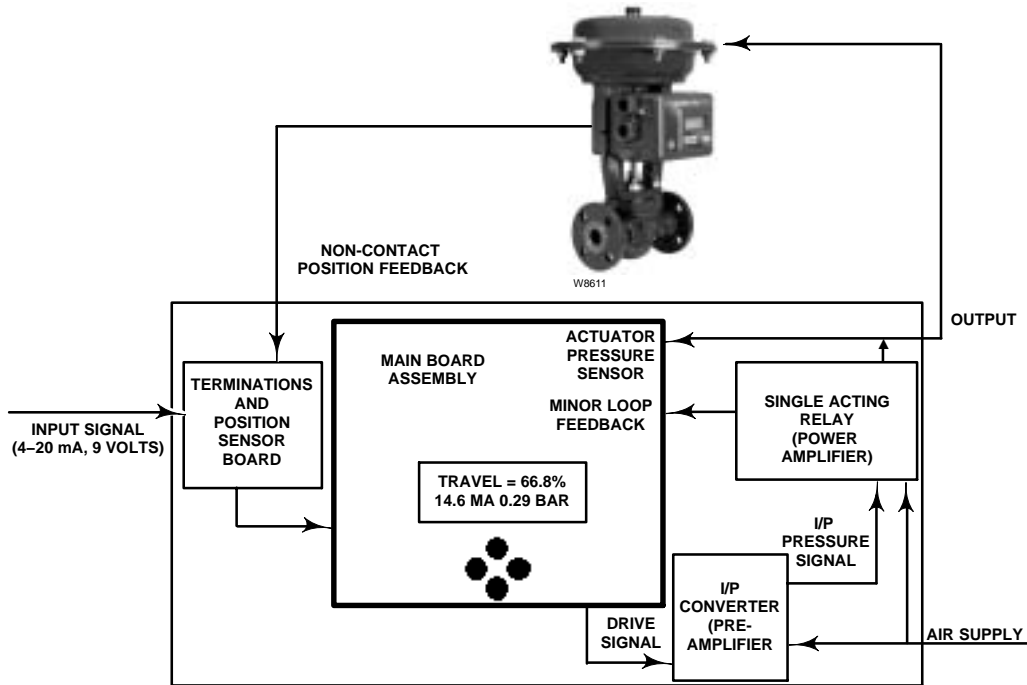 W8611
NON-CONTACT
POSITION FEEDBACK
OUTPUT
ACTUATOR
PRESSURE
SENSOR
MAIN BOARD
ASSEMBLY
TERMINATIONS
AND
POSITION
SENSOR
BOARD
SINGLE ACTING
RELAY
(POWER
AMPLIFIER)
MINOR LOOP
FEEDBACK
INPUT SIGNAL
(4–20 mA, 9 VOLTS)
TRAVEL = 66.8%
14.6 MA 0.29 BAR
I/P
PRESSURE
SIGNAL
I/P
CONVERTER
(PRE-
AMPLIFIER
DRIVE
SIGNAL
AIR SUPPLY